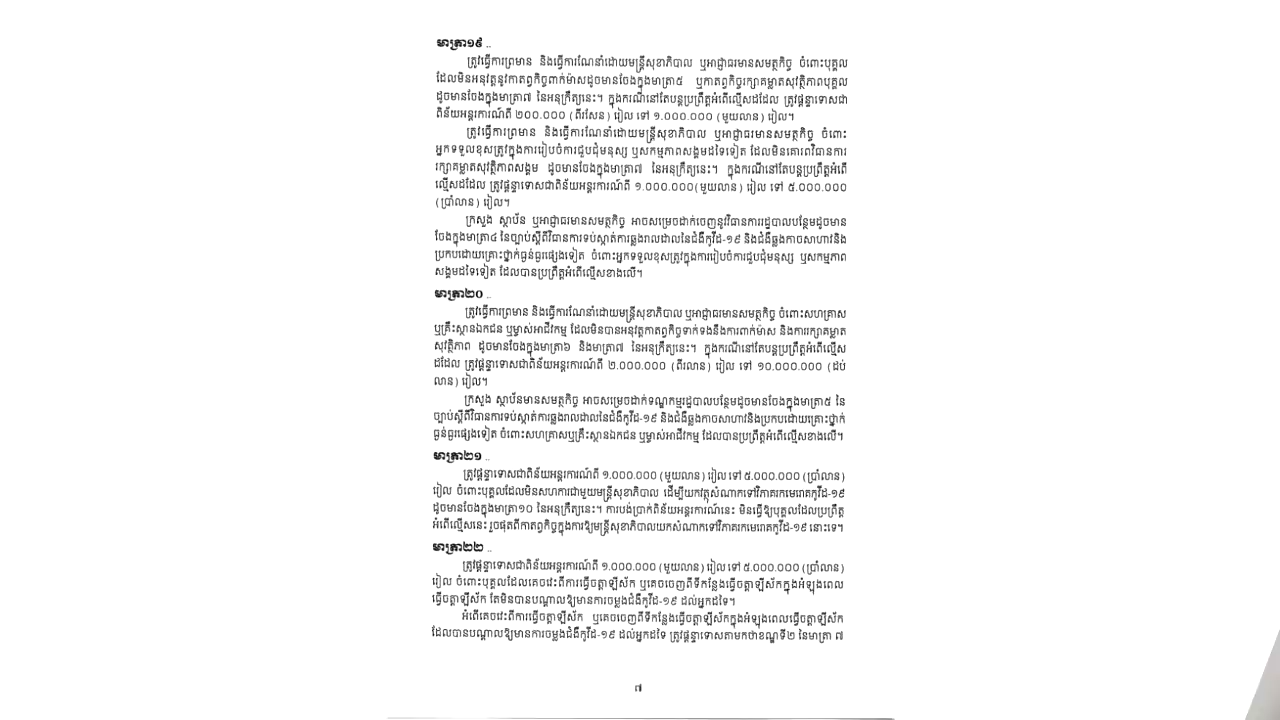 មាត្រា១៩ ..
ត្រូវធ្វើការព្រមាន និងធ្វើការណែនាំដោយមន្ត្រីសុខាភិបាល ឬអាជ្ញាធរមានសមត្ថកិច្ច ចំពោះបុគ្គល
ដែលមិនអនុវត្តនូវកាតព្វកិច្ចពាក់ម៉ាសដូចមានចែងក្នុងមាត្រា៥ ឬកាតព្វកិច្ចរក្សាគម្លាតសុវត្ថិភាពបុគ្គល
ដូចមានចែងក្នុងមាត្រា៧ នៃអនុក្រឹត្យនេះ។ ក្នុងករណីនៅតែបន្តប្រព្រឹត្តអំពើល្មើសដដែល ត្រូវផ្តន្ទាទោសជា
ពិន័យអន្តរការណ៍ពី ២០០.០០០ (ពីរសែន) រៀល ទៅ ១.០០០.០០០ (មួយលាន) រៀល។
ត្រូវធ្វើការព្រមាន និងធ្វើការណែនាំដោយមន្ត្រីសុខាភិបាល ឬអាជ្ញាធរមានសមត្ថកិច្ច ចំពោះ
អ្នកទទួលខុសត្រូវក្នុងការរៀបចំការជួបជុំមនុស្ស ឬសកម្មភាពសង្គមដទៃទៀត ដែលមិនគោរពវិធានការ
រក្សាគម្លាតសុវត្ថិភាពសង្គម ដូចមានចែងក្នុងមាត្រា៧ នៃអនុក្រឹត្យនេះ។ ក្នុងករណីនៅតែបន្តប្រព្រឹត្តអំពើ
ល្មើសដដែល ត្រូវផ្តន្ទាទោសជាពិន័យអន្តរការណ៍ពី ១.០០០.០០០(មួយលាន) រៀល ទៅ ៥.០០០.០០០
(ប្រាំលាន) រៀល។
ក្រសួង ស្ថាប័ន ឬអាជ្ញាធរមានសមត្ថកិច្ច អាចសម្រេចដាក់ចេញនូវវិធានការរដ្ឋបាលបន្ថែមដូចមាន
ចែងក្នុងមាត្រា៤ នៃច្បាប់ស្តីពីវិធានការទប់ស្កាត់ការឆ្លងរាលដាលនៃជំងឺកូវីដ-១៩ និងជំងឺឆ្លងកាចសាហាវនិង
ប្រកបដោយគ្រោះថ្នាក់ធ្ងន់ធ្ងរផ្សេងទៀត ចំពោះអ្នកទទួលខុសត្រូវក្នុងការរៀបចំការជួបជុំមនុស្ស ឬសកម្មភាព
សង្គមដទៃទៀត ដែលបានប្រព្រឹត្តអំពើល្មើសខាងលើ។
មាត្រា២០ ..
ត្រូវធ្វើការព្រមាន និងធ្វើការណែនាំដោយមន្ត្រីសុខាភិបាល ឬអាជ្ញាធរមានសមត្ថកិច្ច ចំពោះសហគ្រាស
ឬគ្រឹះស្ថានឯកជន ឬម្ចាស់អាជីវកម្ម ដែលមិនបានអនុវត្តកាតព្វកិច្ចទាក់ទងនឹងការពាក់ម៉ាស និងការរក្សាគម្លាត
សុវត្ថិភាព ដូចមានចែងក្នុងមាត្រា៦ និងមាត្រា៧ នៃអនុក្រឹត្យនេះ។ ក្នុងករណីនៅតែបន្តប្រព្រឹត្តអំពើល្មើស
ដដែល ត្រូវផ្តន្ទាទោសជាពិន័យអន្តរការណ៍ពី ២.០០០.០០០ (ពីរលាន) រៀល ទៅ ១០.០០០.០០០ (ដប់
លាន) រៀល។
ក្រសួង ស្ថាប័នមានសមត្ថកិច្ច អាចសម្រេចដាក់ទណ្ឌកម្មរដ្ឋបាលបន្ថែមដូចមានចែងក្នុងមាត្រា៥ នៃ
ច្បាប់ស្តីពីវិធានការទប់ស្កាត់ការឆ្លងរាលដាលនៃជំងឺកូវីដ-១៩ និងជំងឺឆ្លងកាចសាហាវនិងប្រកបដោយគ្រោះថ្នាក់
ធ្ងន់ធ្ងរផ្សេងទៀត ចំពោះសហគ្រាសឬគ្រឹះស្ថានឯកជន ឬម្ចាស់អាជីវកម្ម ដែលបានប្រព្រឹត្តអំពើល្មើសខាងលើ។
មាត្រា២១ ..
ត្រូវផ្តន្ទាទោសជាពិន័យអន្តរការណ៍ពី ១.០០០.០០០ (មួយលាន) រៀល ទៅ ៥.០០០.០០០ (ប្រាំលាន)
រៀល ចំពោះបុគ្គលដែលមិនសហការជាមួយមន្ត្រីសុខាភិបាល ដើម្បីយកវត្ថុសំណាកទៅវិភាគរកមេរោគកូវីដ-១៩
ដូចមានចែងក្នុងមាត្រា១០ នៃអនុក្រឹត្យនេះ។ ការបង់ប្រាក់ពិន័យអន្តរការណ៍នេះ មិនធ្វើឱ្យបុគ្គលដែលប្រព្រឹត្ត
អំពើល្មើសនេះ រួចផុតពីកាតព្វកិច្ចក្នុងការឱ្យមន្ត្រីសុខាភិបាលយកសំណាកទៅវិភាគរកមេរោគកូវីដ-១៩ នោះទេ។
មាត្រា២២ ..
ត្រូវផ្តន្ទាទោសជាពិន័យអន្តរការណ៍ពី ១.០០០.០០០ (មួយលាន) រៀល ទៅ ៥.០០០.០០០ (ប្រាំលាន)
រៀល ចំពោះបុគ្គលដែលគេចវេះពីការធ្វើចត្តាឡីស័ក ឬគេចចេញពីទីកន្លែងធ្វើចត្តាឡីស័កក្នុងអំឡុងពេល
ធ្វើចត្តាឡីស័ក តែមិនបានបណ្តាលឱ្យមានការចម្លងជំងឺកូវីដ-១៩ ដល់អ្នកដទៃ។
អំពើគេចវេះពីការធ្វើចត្តាឡីស័ក ឬគេចចេញពីទីកន្លែងធ្វើចត្តាឡីស័កក្នុងអំឡុងពេលធ្វើចត្តាឡីស័ក
ដែលបានបណ្តាលឱ្យមានការចម្លងជំងឺកូវីដ-១៩ ដល់អ្នកដទៃ ត្រូវផ្តន្ទាទោសតាមកថាខណ្ឌទី២ នៃមាត្រា ៧
៧